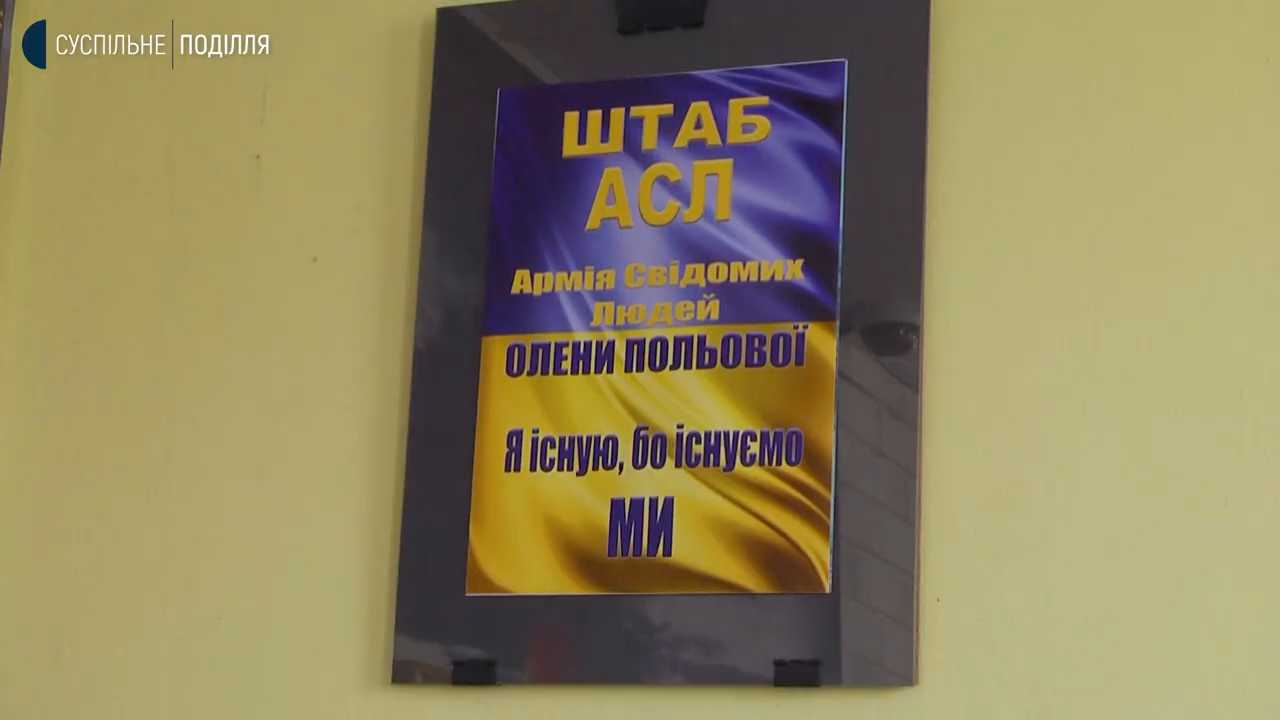 СУСПІЛЬНЕ ПОДІЛЛЯ
ШТАБ
АСЛ
Армія Свідомих
Людей
ОЛЕНИ ПОЛЬОВОЇ
Я існую, бо існуємо
МИ